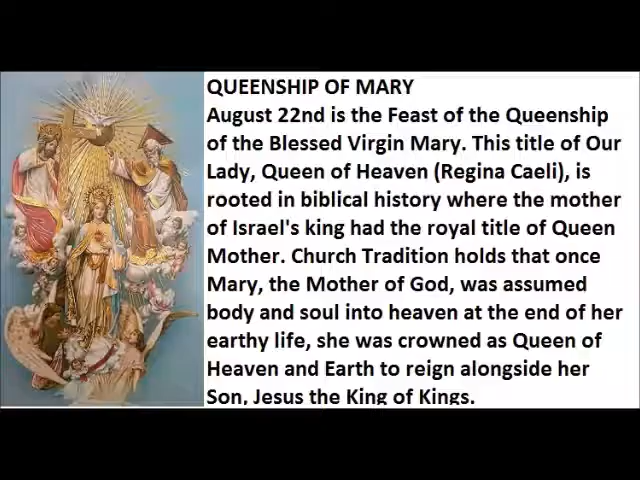 QUEENSHIP OF MARY
August 22nd is the Feast of the Queenship
of the Blessed Virgin Mary. This title of Our
Lady, Queen of Heaven (Regina Caeli), is
rooted in biblical history where the mother
of Israel's king had the royal title of Queen
Mother. Church Tradition holds that once
Mary, the Mother of God, was assumed
body and soul into heaven at the end of her
earthy life, she was crowned as Queen of
Heaven and Earth to reign alongside her
Son, Jesus the King of Kings.